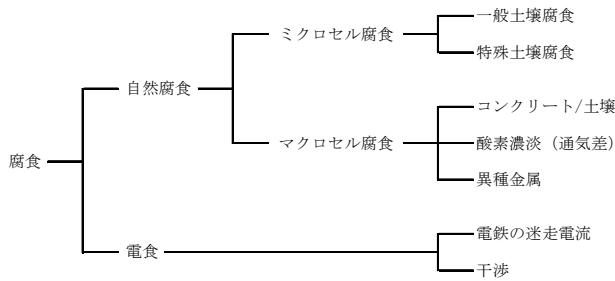 一般土壌腐食
ミクロセル腐食
特殊土壌腐食
自然腐食
コンクリート/土壌
マクロセル腐食
酸素濃淡（通気差）
腐食
異種金属
電鉄の迷走電流
電食
干渉